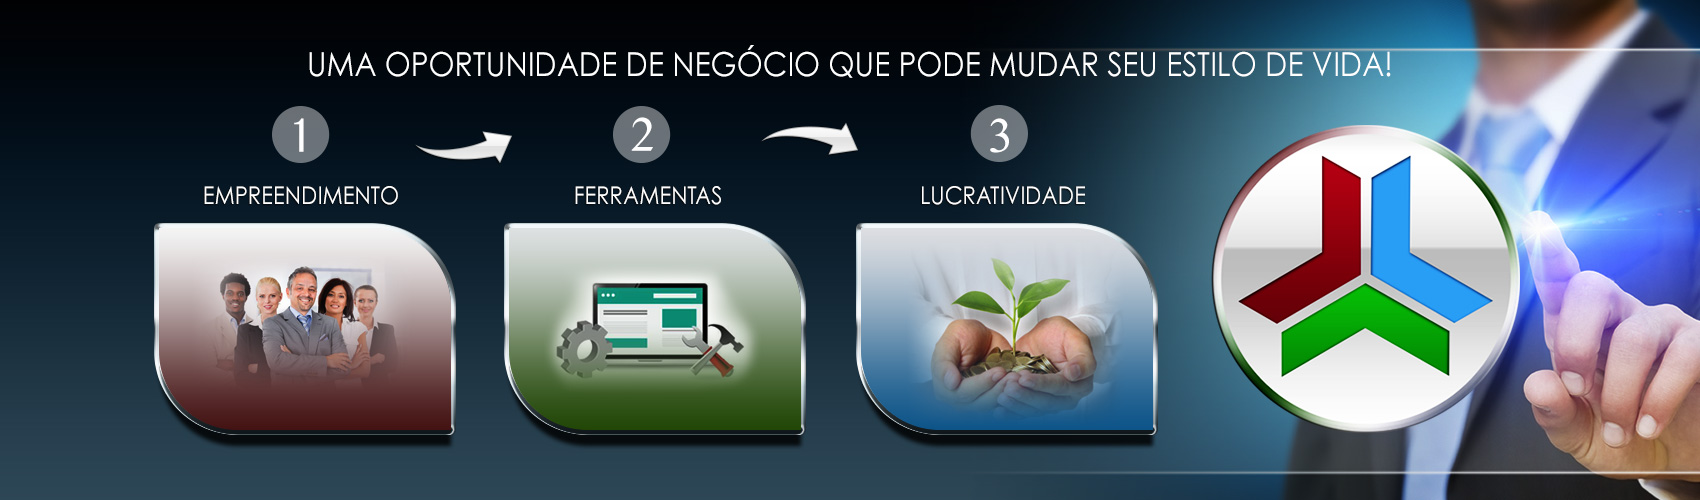 UMA OPORTUNIDADE DE NEGÓCIO QUE PODE MUDAR SEU ESTILO DE VIDA!
1
2
3
EMPREENDIMENTO
FERRAMENTAS
LUCRATIVIDADE